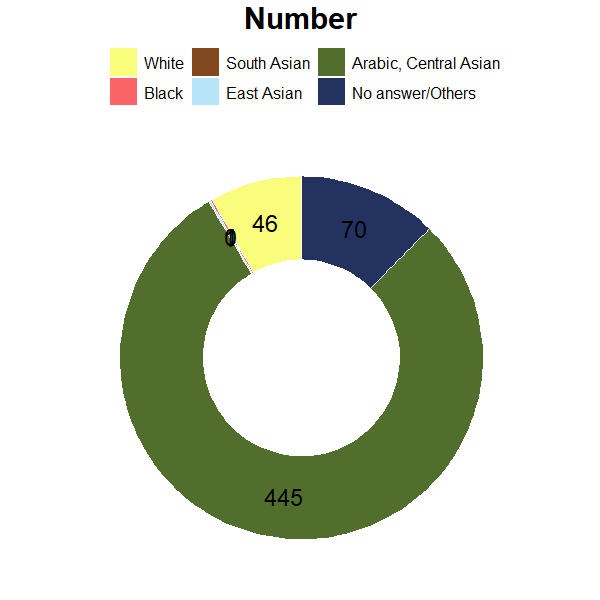 Number
White South Asian Arabic, Central Asian
Black East Asian No answer/Others
46
70
445